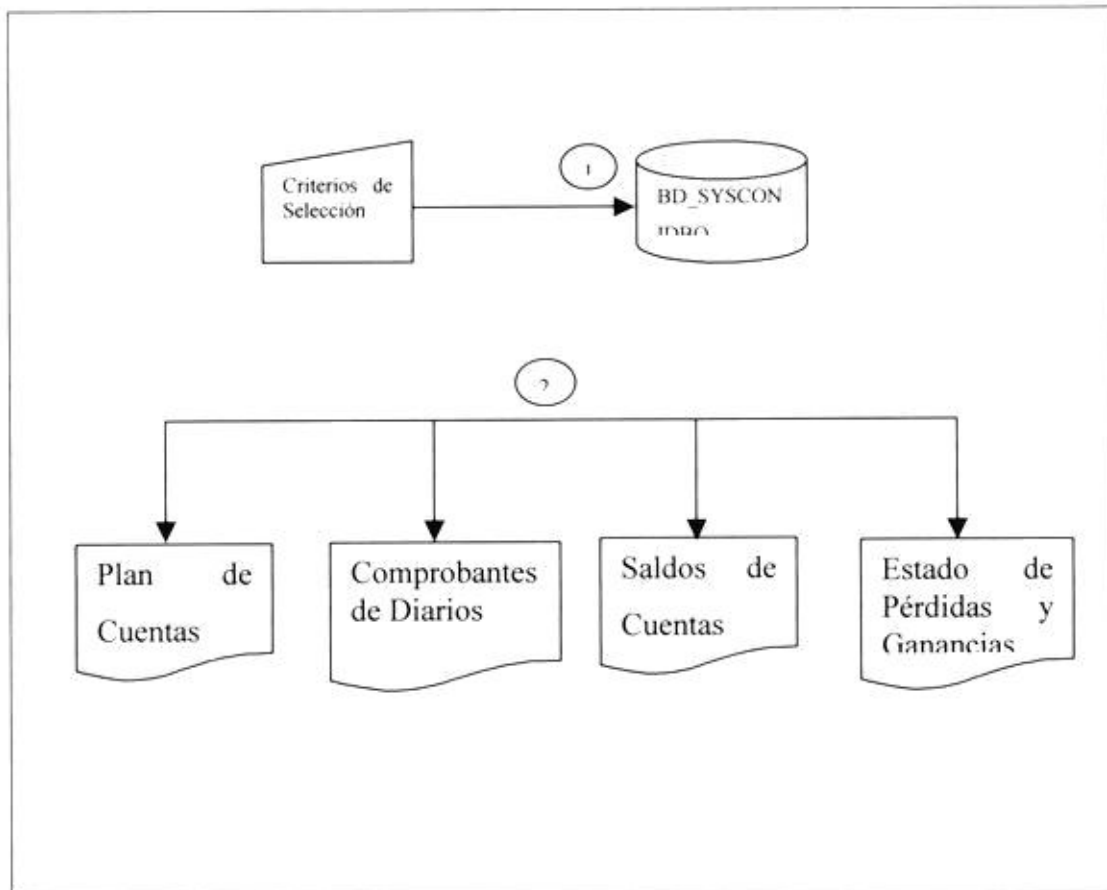 Criterios de
Selección
1
BD_SYSCON
2
Plan de
Cuentas
Comprobantes
de Diarios
Saldos de
Cuentas
Estado de
Pérdidas y
Ganancias